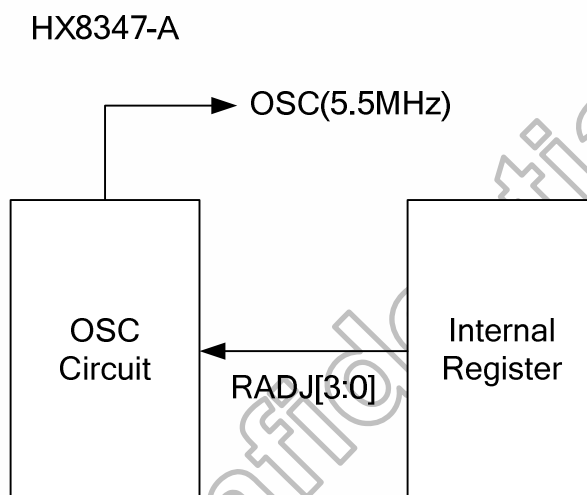 HX8347-A
OSC(5.5MHz)
OSC
Circuit
Internal
Register
RADJ[3:0]